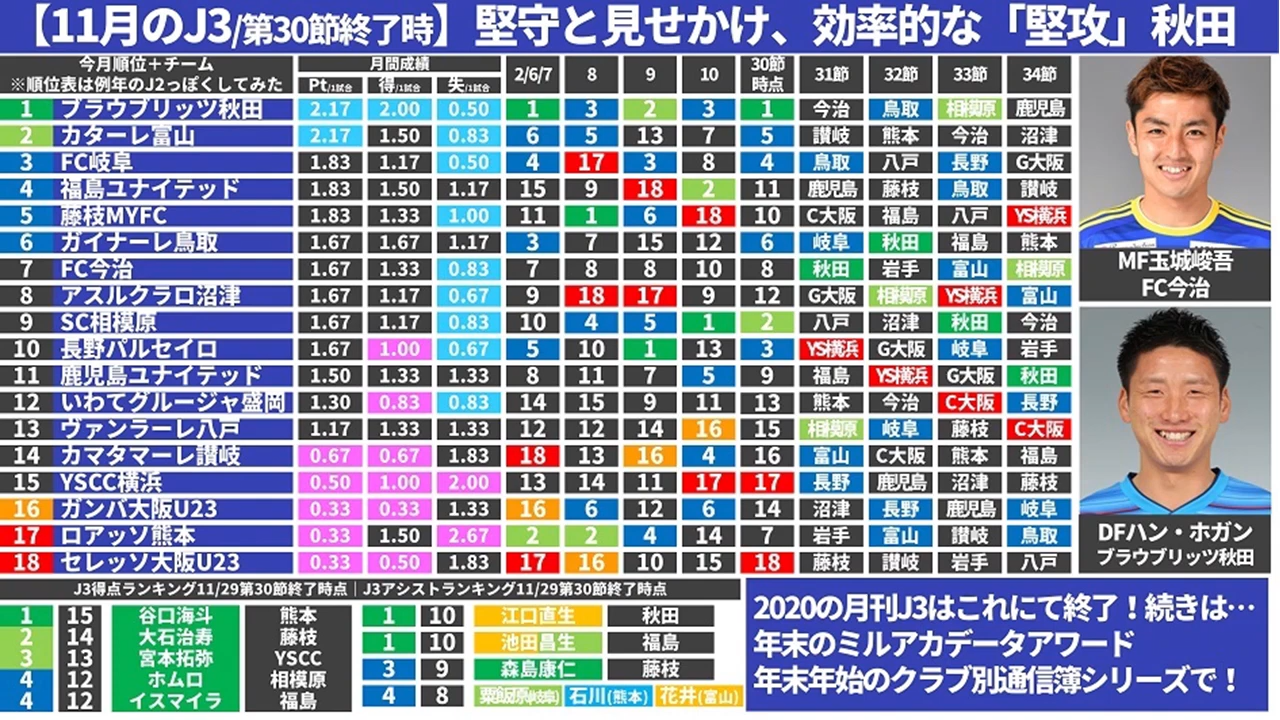 【11月のJ3/第30節終了時】 堅守と見せかけ、効率的な「堅攻」秋田
今月順位＋チーム 月間成績 2/6/7 8 9 10 30節時点 31節 32節 33節 34節
※順位表は例年のJ2っぽくしてみた Pt/1試合 得/1試合 失/1試合
1 ブラウブリッツ秋田 2.17 2.00 0.50 1 3 2 3 1 今治 鳥取 相模原 鹿児島
2 カターレ富山 2.17 1.50 0.83 6 5 13 7 5 讃岐 熊本 今治 沼津
3 FC岐阜 1.83 1.17 0.50 4 17 3 8 4 鳥取 八戸 長野 G大阪
4 福島ユナイテッド 1.83 1.50 1.17 15 9 18 2 11 鹿児島 藤枝 鳥取 讃岐
5 藤枝MYFC 1.83 1.33 1.00 11 1 6 18 10 C大阪 福島 八戸 YS横浜
6 ガイナーレ鳥取 1.67 1.67 1.17 3 7 15 12 6 岐阜 秋田 福島 熊本
7 FC今治 1.67 1.33 0.83 7 8 8 10 8 秋田 岩手 富山 相模原
8 アスルクラロ沼津 1.67 1.17 0.67 9 18 17 9 12 G大阪 相模原 YS横浜 富山
9 SC相模原 1.67 1.17 0.83 10 4 5 1 2 八戸 沼津 秋田 今治
10 長野パルセイロ 1.67 1.00 0.67 5 10 1 13 3 YS横浜 G大阪 岐阜 岩手
11 鹿児島ユナイテッド 1.50 1.33 1.33 8 11 7 5 9 福島 YS横浜 G大阪 秋田
12 いわてグルージャ盛岡 1.30 0.83 0.83 14 15 9 11 13 熊本 今治 C大阪 長野
13 ヴァンラーレ八戸 1.17 1.33 1.33 12 12 14 16 15 相模原 岐阜 藤枝 C大阪
14 カマタマーレ讃岐 0.67 0.67 1.83 18 13 16 4 16 富山 C大阪 熊本 福島
15 YSCC横浜 0.50 1.00 2.00 13 14 11 17 17 長野 鹿児島 沼津 藤枝
16 ガンバ大阪U23 0.33 0.33 1.33 16 6 12 6 14 沼津 長野 鹿児島 岐阜
17 ロアッソ熊本 0.33 1.50 2.67 2 2 4 14 7 岩手 富山 讃岐 鳥取
18 セレッソ大阪U23 0.33 0.50 1.83 17 16 10 15 18 藤枝 讃岐 岩手 八戸
MF玉城峻吾
FC今治
DFハン・ホガン
ブラウブリッツ秋田
J3得点ランキング11/29第30節終了時点｜J3アシストランキング11/29第30節終了時点
1 15 谷口海斗 熊本 1 10 江口直生 秋田
2 14 大石治寿 藤枝 1 10 池田昌生 福島
3 13 宮本拓弥 YSCC 3 9 森島康仁 藤枝
4 12 ホムロ 相模原 4 8 粟飯原(岐阜) 石川(熊本) 花井(富山)
4 12 イスマイラ 福島
2020の月刊J3はこれにて終了！続きは…
年末のミルアカデータアワード
年末年始のクラブ別通信簿シリーズで！